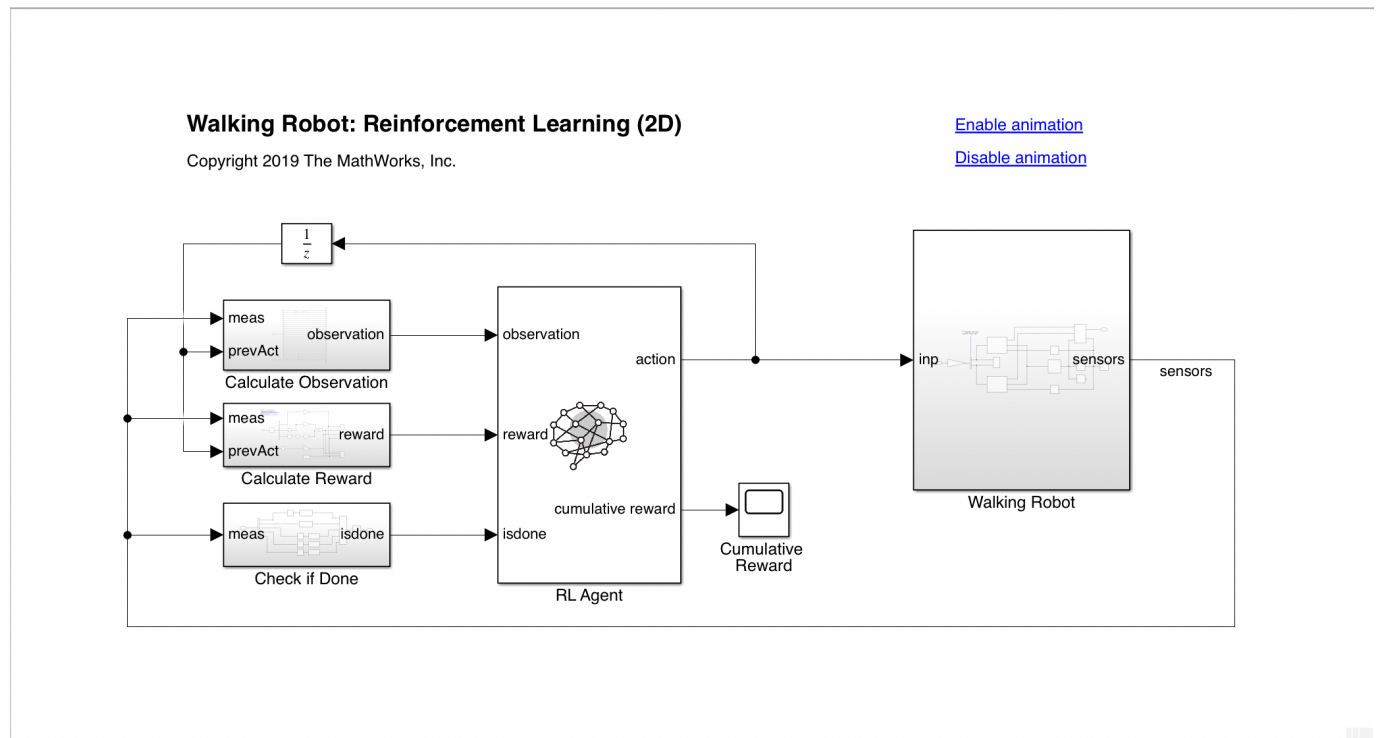 Walking Robot: Reinforcement Learning (2D)
Copyright 2019 The MathWorks, Inc.
Enable animation
Disable animation
1
z
meas
prevAct
observation
Calculate Observation
meas
prevAct
reward
Calculate Reward
meas
isdone
Check if Done
observation
reward
isdone
action
cumulative reward
RL Agent
Cumulative
Reward
inp
sensors
Walking Robot
sensors